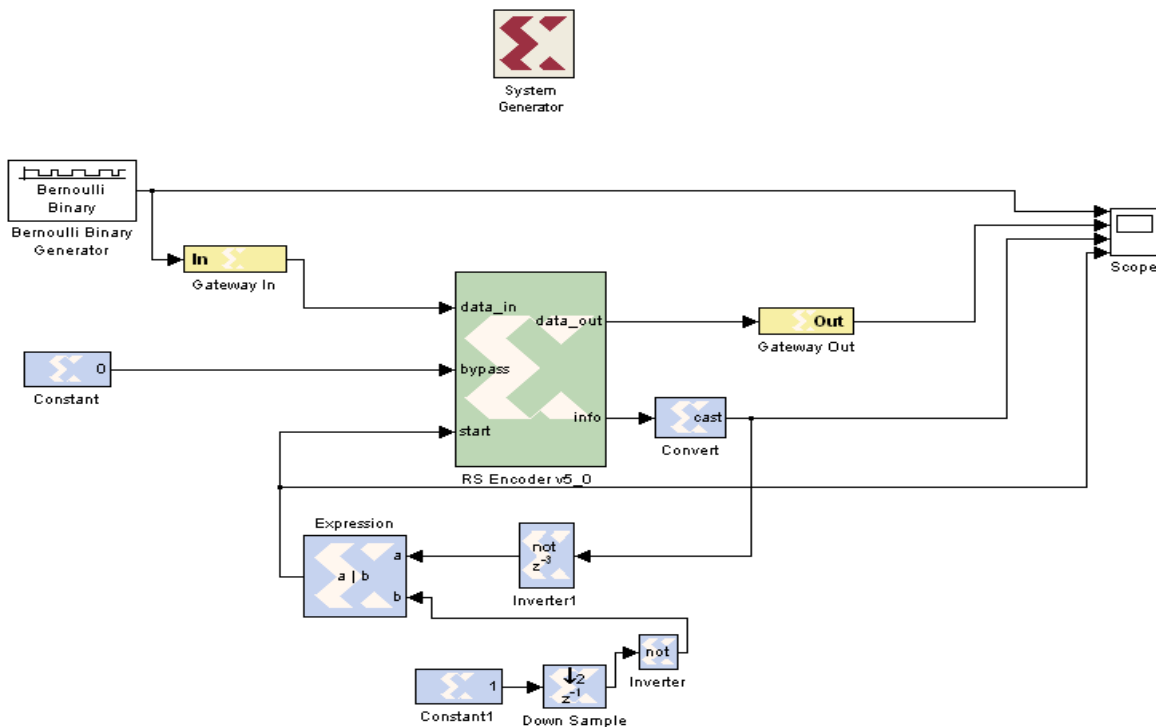 System
Generator
Bernoulli
Binary
Bernoulli Binary
Generator
In
Gateway In
data_in
data_out
bypass
info
start
RS Encoder v5_0
Out
Gateway Out
Scope
0
Constant
cast
Convert
Expression
a
a | b
b
not
z-3
Inverter1
not
Inverter
1
Constant1
2
z-1
Down Sample